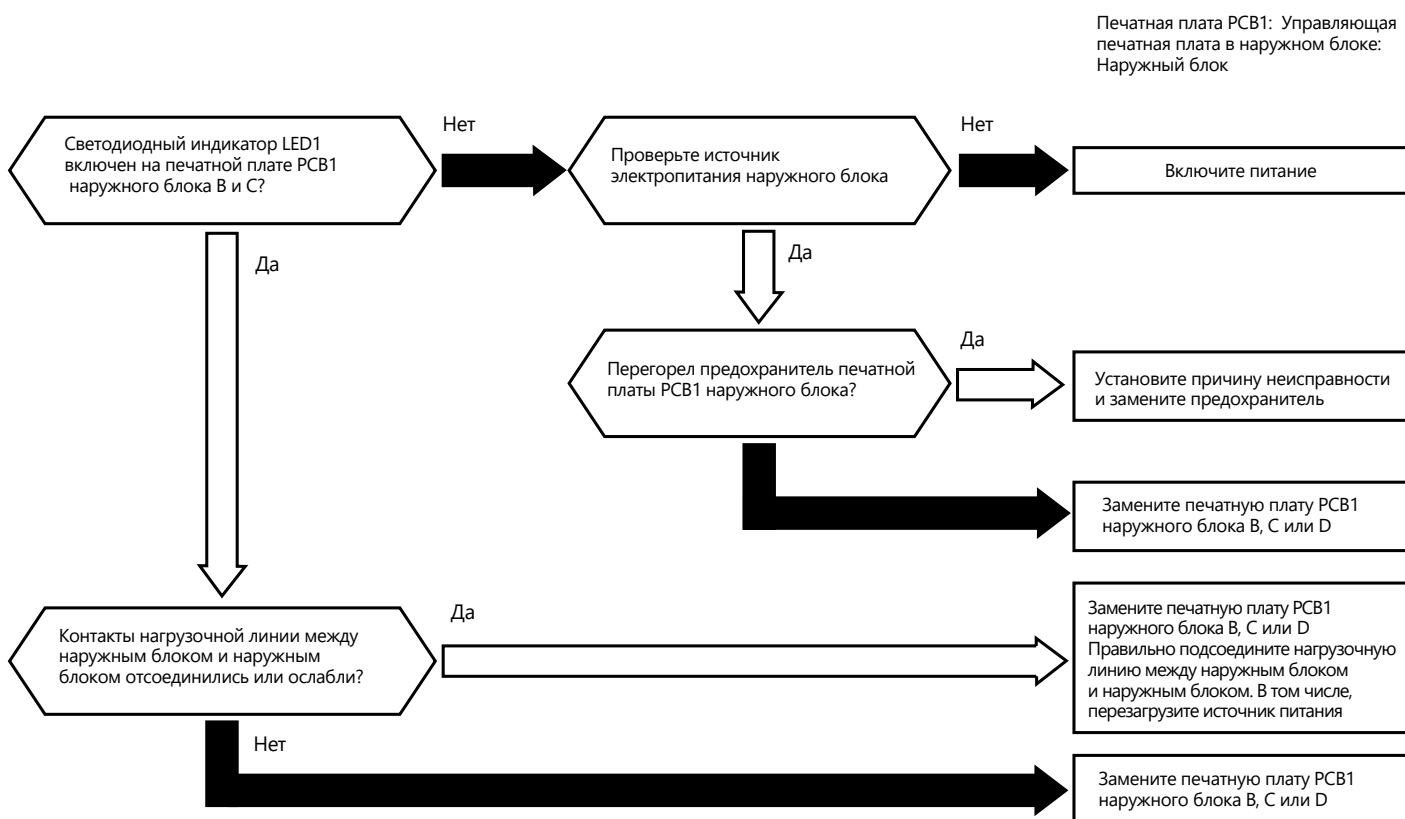 Печатная плата PCB1: Управляющая
печатная плата в наружном блоке:
Наружный блок
Светодиодный индикатор LED1
включен на печатной плате PCB1
наружного блока B и C?
Нет
Проверьте источник
электропитания наружного блока
Нет
Включите питание
Да
Да
Перегорел предохранитель печатной
платы PCB1 наружного блока?
Да
Установите причину неисправности
и замените предохранитель
Замените печатную плату PCB1
наружного блока B, C или D
Контакты нагрузочной линии между
наружным блоком и наружным
блоком отсоединились или ослабли?
Да
Замените печатную плату PCB1
наружного блока B, C или D
Правильно подсоедините нагрузочную
линию между наружным блоком
и наружным блоком. В том числе,
перезагрузите источник питания
Нет
Замените печатную плату PCB1
наружного блока B, C или D